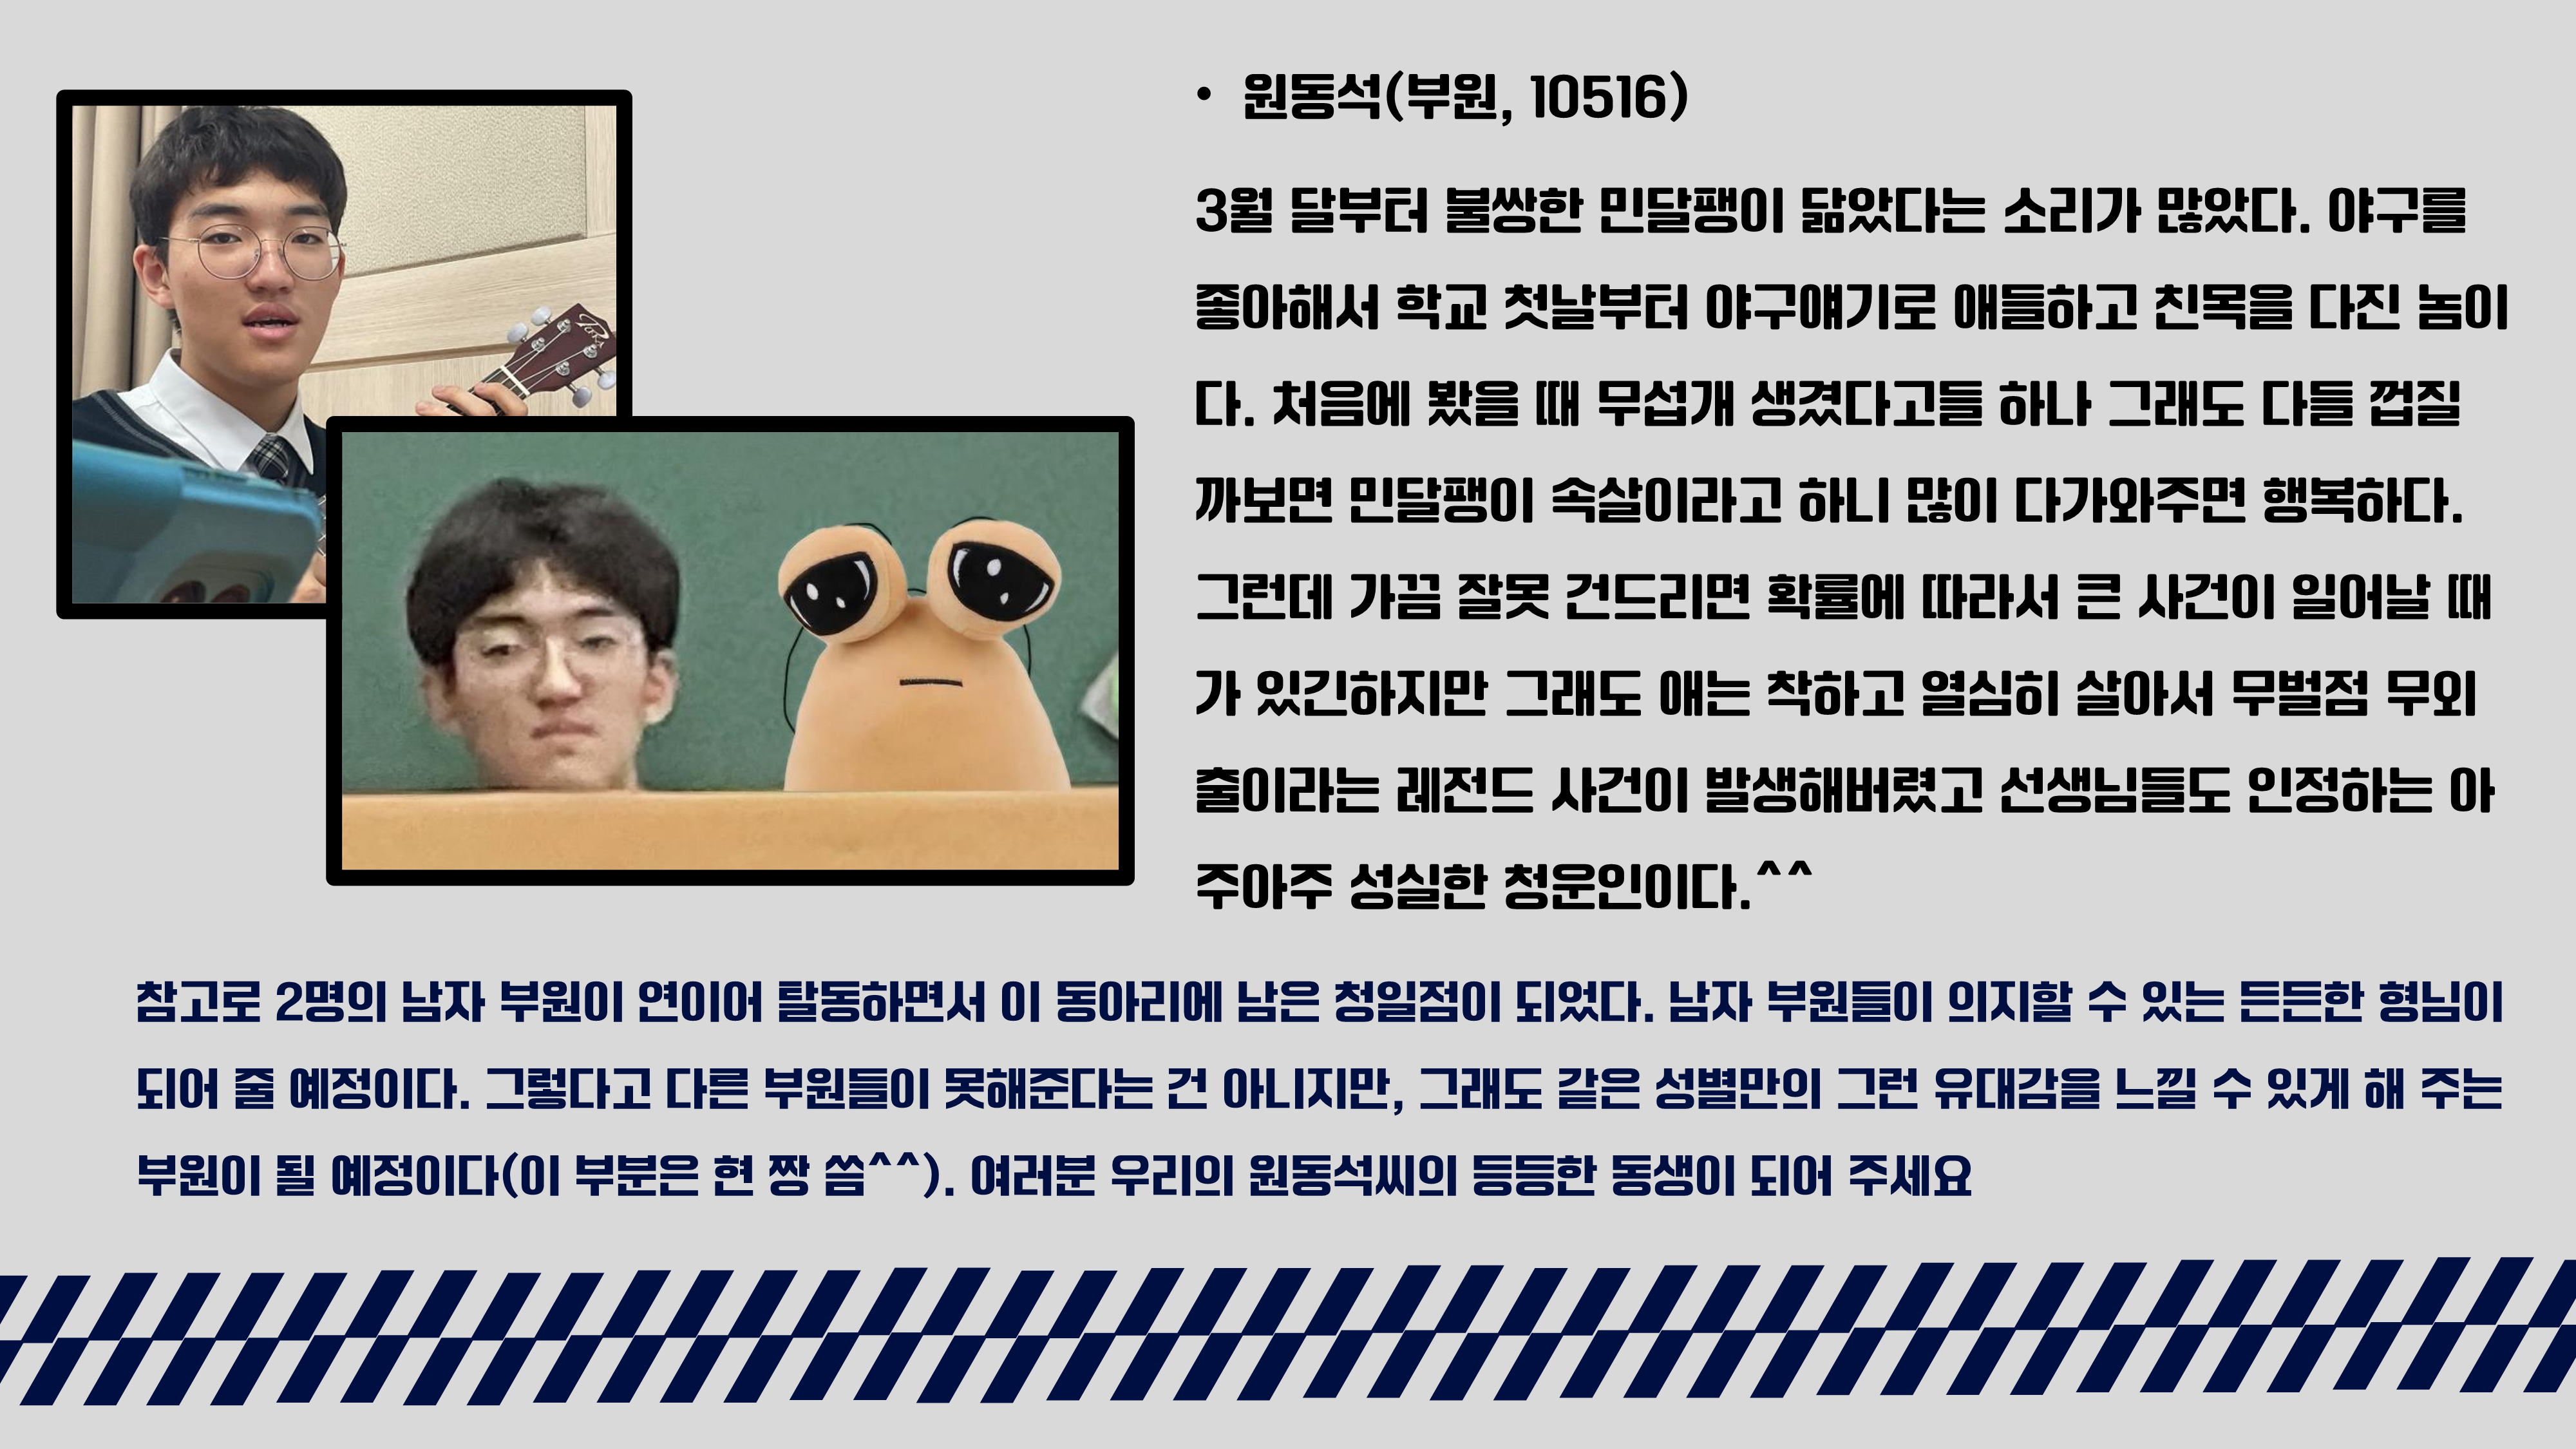 • 원동석(부원, 10516)
3월 달부터 불쌍한 민달팽이 닮았다는 소리가 많았다. 야구를
좋아해서 학교 첫날부터 야구얘기로 애들하고 친목을 다진 놈이
다. 처음에 봤을 때 무섭개 생겼다고들 하나 그래도 다들 껍질
까보면 민달팽이 속살이라고 하니 많이 다가와주면 행복하다.
그런데 가끔 잘못 건드리면 확률에 따라서 큰 사건이 일어날 때
가 있긴하지만 그래도 애는 착하고 열심히 살아서 무벌점 무외
출이라는 레전드 사건이 발생해버렸고 선생님들도 인정하는 아
주아주 성실한 청운인이다.^^
참고로 2명의 남자 부원이 연이어 탈동하면서 이 동아리에 남은 청일점이 되었다. 남자 부원들이 의지할 수 있는 든든한 형님이
되어 줄 예정이다. 그렇다고 다른 부원들이 못해준다는 건 아니지만, 그래도 같은 성별만의 그런 유대감을 느낄 수 있게 해 주는
부원이 될 예정이다(이 부분은 현 짱 씀^^). 여러분 우리의 원동석씨의 등등한 동생이 되어 주세요